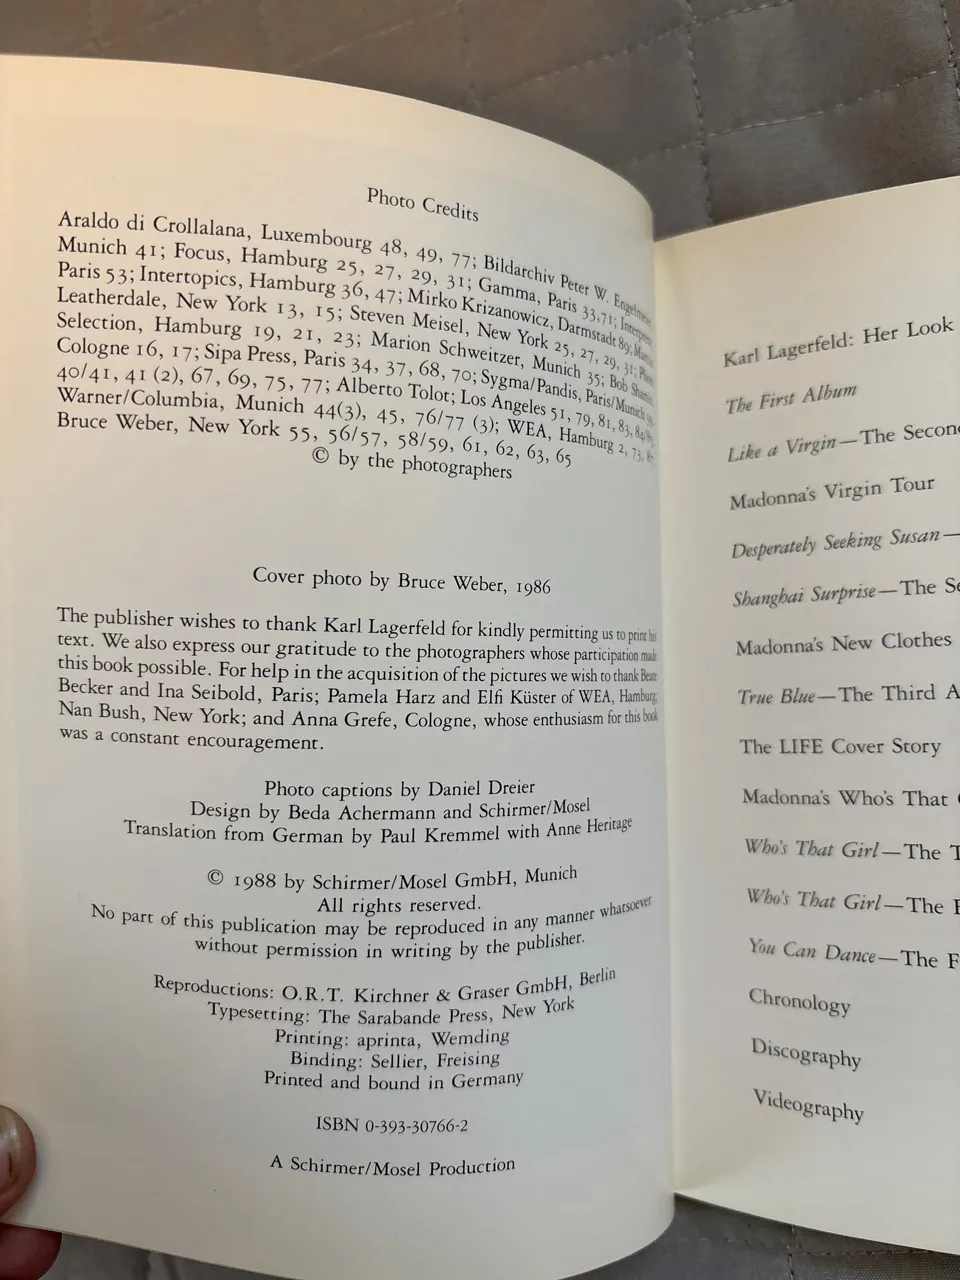 Photo Credits
Araldo di Crollalana, Luxembourg 48, 49, 77; Bildarchiv Peter W. Engelmeier,
Munich 41; Focus, Hamburg 25, 27, 29, 31; Gamma, Paris 33,71; Interpress,
Paris 53; Intertopics, Hamburg 36, 47; Mirko Krizanowicz, Darmstadt 89;
Leatherdale, New York 13, 15; Steven Meisel, New York 25, 27, 29, 31;
Selection, Hamburg 19, 21, 23; Marion Schweitzer, Munich 35; Bob
Cologne 16, 17; Sipa Press, Paris 34, 37, 68, 70; Sygma/Pandis, Paris/Munich
40/41, 41 (2), 67, 69, 75, 77; Alberto Tolot; Los Angeles 51, 79, 81, 83,
Warner/Columbia, Munich 44(3), 45, 76/77 (3); WEA, Hamburg 2, 73,
Bruce Weber, New York 55, 56/57, 58/59, 61, 62, 63, 65
© by the photographers
Cover photo by Bruce Weber, 1986
The publisher wishes to thank Karl Lagerfeld for kindly permitting us to print his
text. We also express our gratitude to the photographers whose participation made
this book possible. For help in the acquisition of the pictures we wish to thank Beate
Becker and Ina Seibold, Paris; Pamela Harz and Elfi Küster of WEA, Hamburg;
Nan Bush, New York; and Anna Grefe, Cologne, whose enthusiasm for this book
was a constant encouragement.
Photo captions by Daniel Dreier
Design by Beda Achermann and Schirmer/Mosel
Translation from German by Paul Kremmel with Anne Heritage
© 1988 by Schirmer/Mosel GmbH, Munich
All rights reserved.
No part of this publication may be reproduced in any manner whatsoever
without permission in writing by the publisher.
Reproductions: O.R.T. Kirchner & Graser GmbH, Berlin
Typesetting: The Sarabande Press, New York
Printing: aprinta, Wemding
Binding: Sellier, Freising
Printed and bound in Germany
ISBN 0-393-30766-2
A Schirmer/Mosel Production
Karl Lagerfeld: Her Look
The First Album
Like a Virgin—The Secon
Madonna's Virgin Tour
Desperately Seeking Susan—
Shanghai Surprise—The Se
Madonna's New Clothes
True Blue—The Third A
The LIFE Cover Story
Madonna's Who's That
Who's That Girl—The T
Who's That Girl—The
You Can Dance—The F
Chronology
Discography
Videography